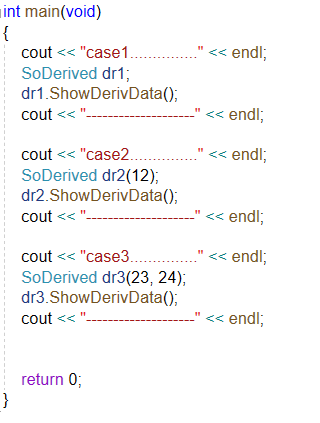 int main(void)
{
cout << "case1..............." << endl;
SoDerived dr1;
dr1.ShowDerivData();
cout << "--------------------" << endl;
cout << "case2..............." << endl;
SoDerived dr2(12);
dr2.ShowDerivData();
cout << "--------------------" << endl;
cout << "case3..............." << endl;
SoDerived dr3(23, 24);
dr3.ShowDerivData();
cout << "--------------------" << endl;
return 0;
}